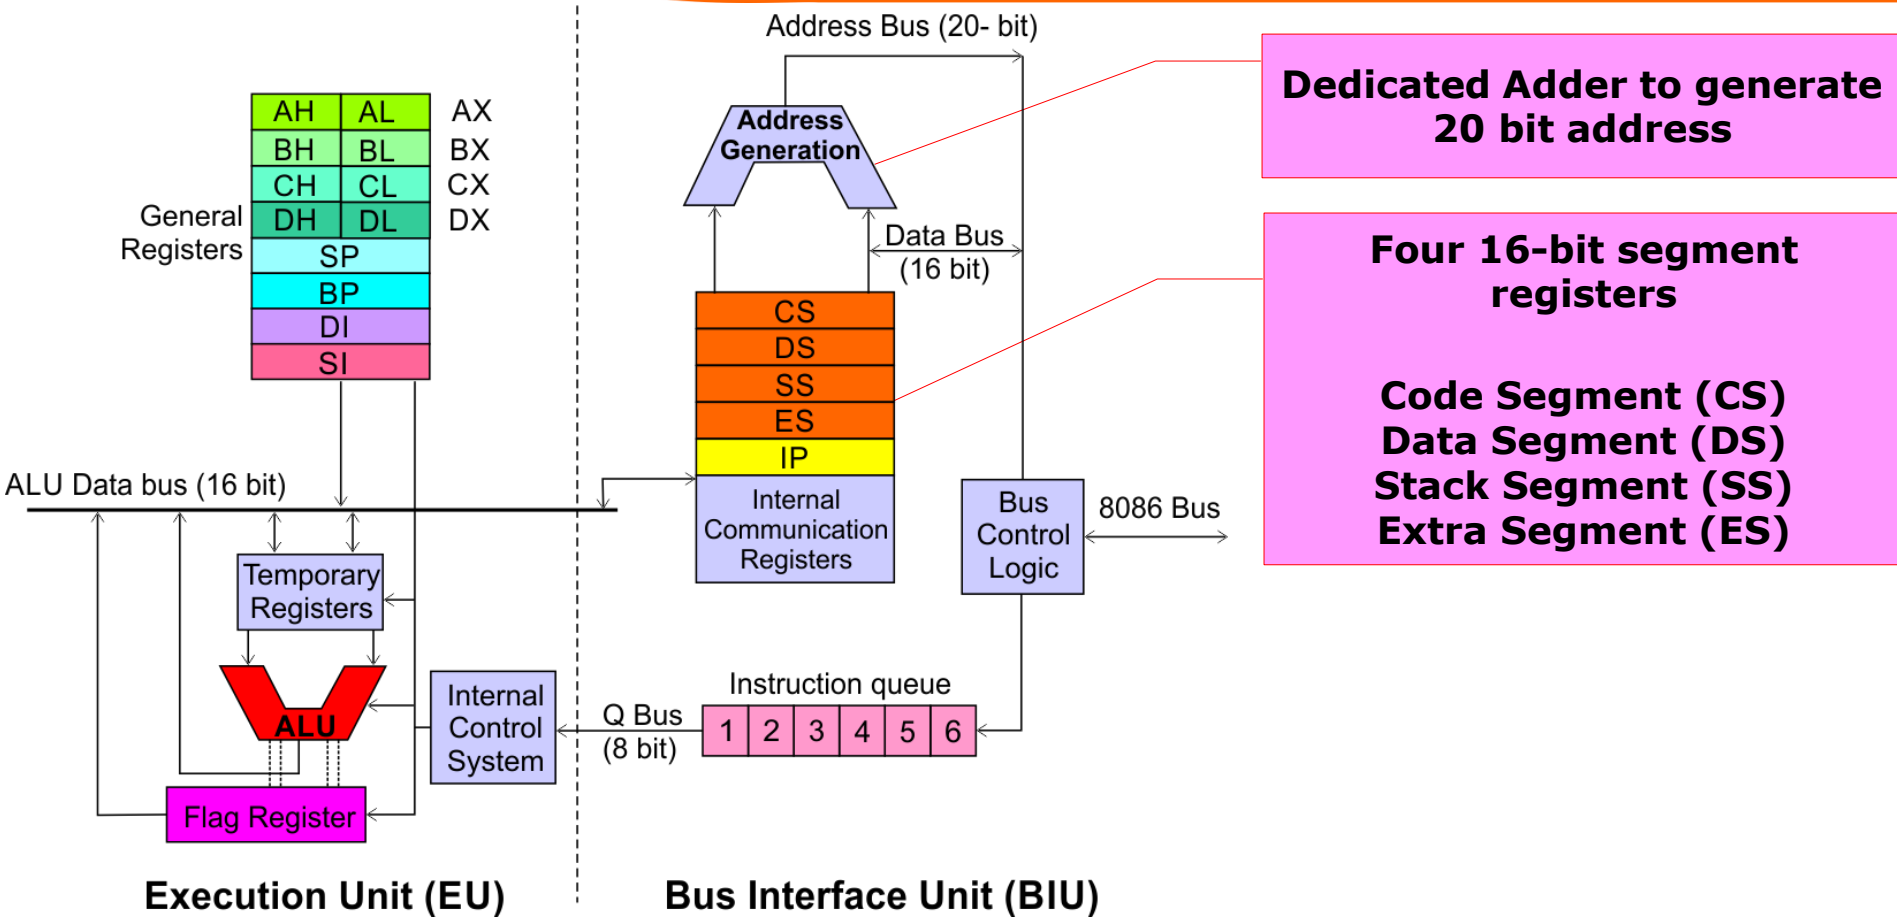 Address Bus (20- bit)
Dedicated Adder to generate
20 bit address
Address
Generation
AH AL AX
BH BL BX
CH CL CX
DH DL DX
General
Registers
SP
BP
DI
SI
Data Bus
(16 bit)
Four 16-bit segment
registers
Code Segment (CS)
Data Segment (DS)
Stack Segment (SS)
Extra Segment (ES)
CS
DS
SS
ES
IP
Internal
Communication
Registers
ALU Data bus (16 bit)
Bus
Control
Logic
8086 Bus
Temporary
Registers
ALU
Internal
Control
System
Q Bus
(8 bit)
Instruction queue
1 2 3 4 5 6
Flag Register
Execution Unit (EU)
Bus Interface Unit (BIU)